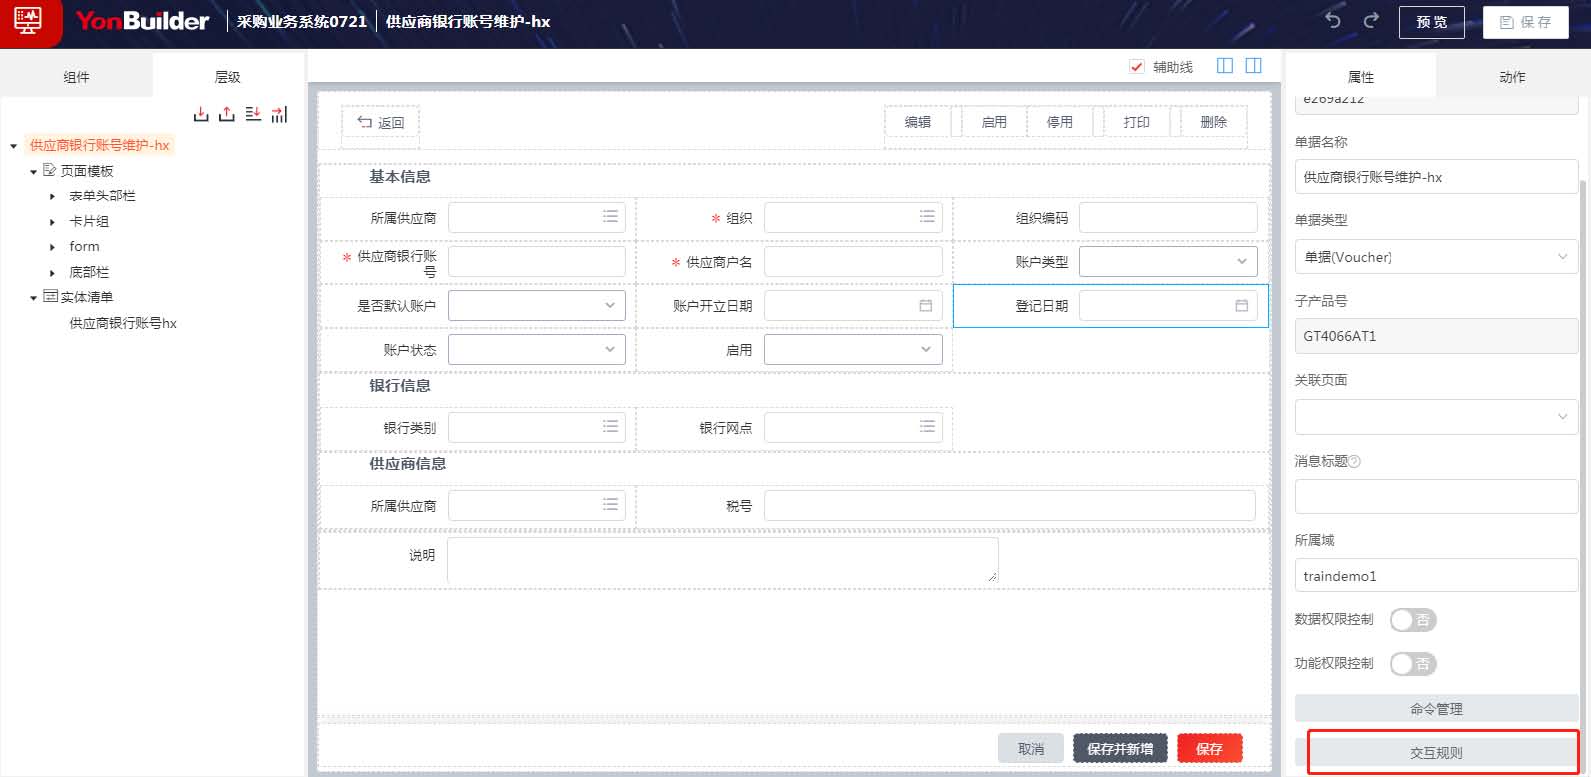 YonBuilder 采购业务系统0721 供应商银行账号维护-hx 预览 保存
组件 层级 辅助线 属性 动作
供应商银行账号维护-hx
页面模板
表单头部栏
卡片组
form
底部栏
实体清单
供应商银行账号hx
返回 编辑 启用 停用 打印 删除
基本信息
所属供应商 * 组织 组织编码
* 供应商银行账号 * 供应商户名 账户类型
是否默认账户 账户开立日期 登记日期
账户状态 启用
银行信息
银行类别 银行网点
供应商信息
所属供应商 税号
说明
取消 保存并新增 保存
e269a212
单据名称
供应商银行账号维护-hx
单据类型
单据(Voucher)
子产品号
GT4066AT1
关联页面
消息标题?
所属域
traindemo1
数据权限控制 否
功能权限控制 否
命令管理
交互规则